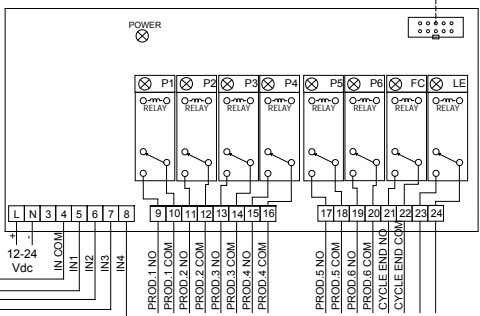 POWER
P1 P2 P3 P4 P5 P6 FC LE
RELAY RELAY RELAY RELAY RELAY RELAY RELAY RELAY
L N 3 4 5 6 7 8 9 10 11 12 13 14 15 16 17 18 19 20 21 22 23 24
+ -
12-24
Vdc
IN COM
IN1
IN2
IN3
IN4
PROD.1 NO
PROD.1 COM
PROD.2 NO
PROD.2 COM
PROD.3 NO
PROD.3 COM
PROD.4 NO
PROD.4 COM
PROD.5 NO
PROD.5 COM
PROD.6 NO
PROD.6 COM
CYCLE END NO
CYCLE END COM